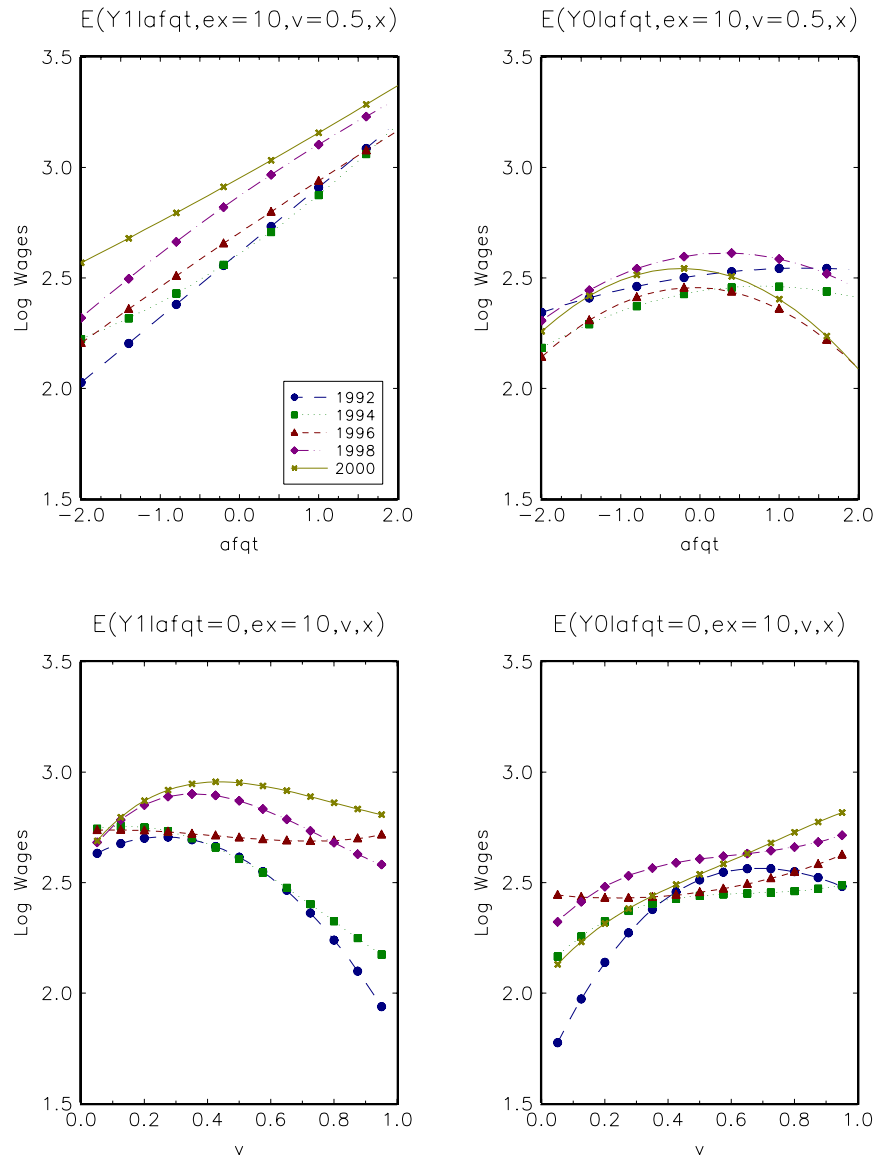 E(Y1|afqt,ex=10,v=0.5,x)
Log Wages
3.5
3.0
2.5
2.0
1.5
-2.0 -1.0 0.0 1.0 2.0
afqt
1992
1994
1996
1998
2000
E(Y0|afqt,ex=10,v=0.5,x)
Log Wages
3.5
3.0
2.5
2.0
1.5
-2.0 -1.0 0.0 1.0 2.0
afqt
E(Y1|afqt=0,ex=10,v,x)
Log Wages
3.5
3.0
2.5
2.0
1.5
0.0 0.2 0.4 0.6 0.8 1.0
v
E(Y0|afqt=0,ex=10,v,x)
Log Wages
3.5
3.0
2.5
2.0
1.5
0.0 0.2 0.4 0.6 0.8 1.0
v